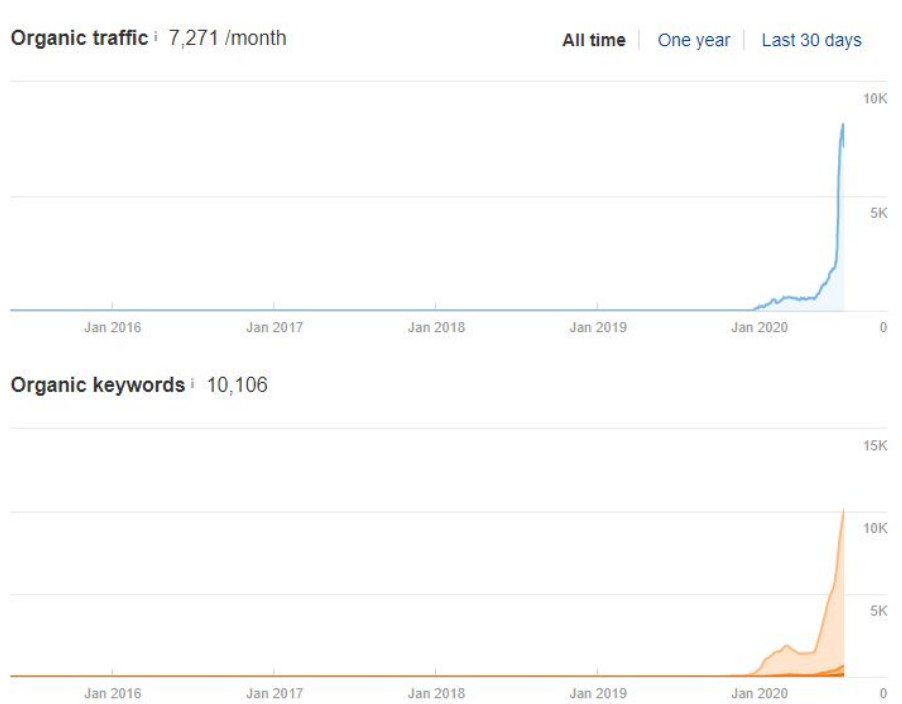 Organic traffic i 7,271 /month All time One year Last 30 days
10K
5K
Jan 2016 Jan 2017 Jan 2018 Jan 2019 Jan 2020 0
Organic keywords i 10,106
15K
10K
5K
Jan 2016 Jan 2017 Jan 2018 Jan 2019 Jan 2020 0